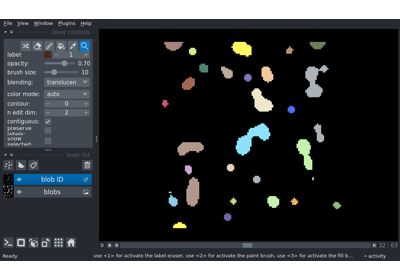 File View Window Plugins Help
layer controls
label: 1
opacity: 0.70
brush size: 10
blending: translucen
color mode: auto
contour: 0
n edit dim: 2
contiguous:
preserve labels:
show selected:
layer list
blob ID
blobs
32 63
Ready use <1> for activate the label eraser, use <2> for activate the paint brush, use <3> for activate the fill b... activity